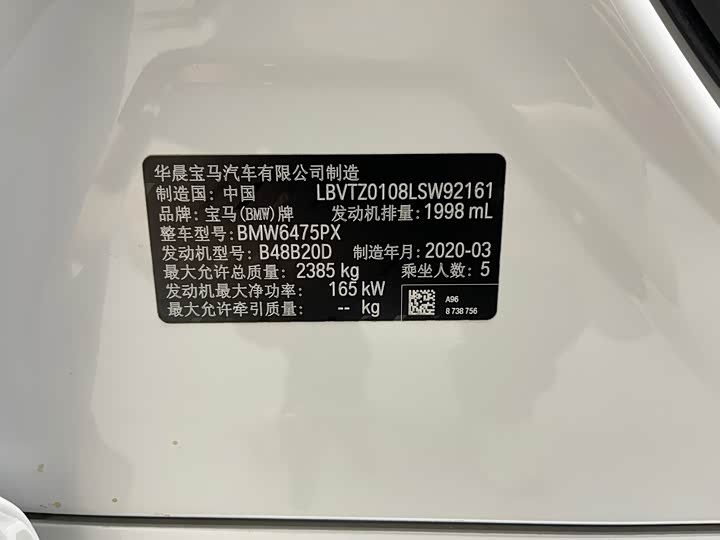 华晨宝马汽车有限公司制造
制造国: 中国 LBVTZ0108LSW92161
品牌: 宝马(BMW)牌 发动机排量: 1998 mL
整车型号: BMW6475PX
发动机型号: B48B20D 制造年月: 2020-03
最大允许总质量: 2385 kg 乘坐人数: 5
发动机最大净功率: 165 kW
最大允许牵引质量: -- kg
A96
8 738 756